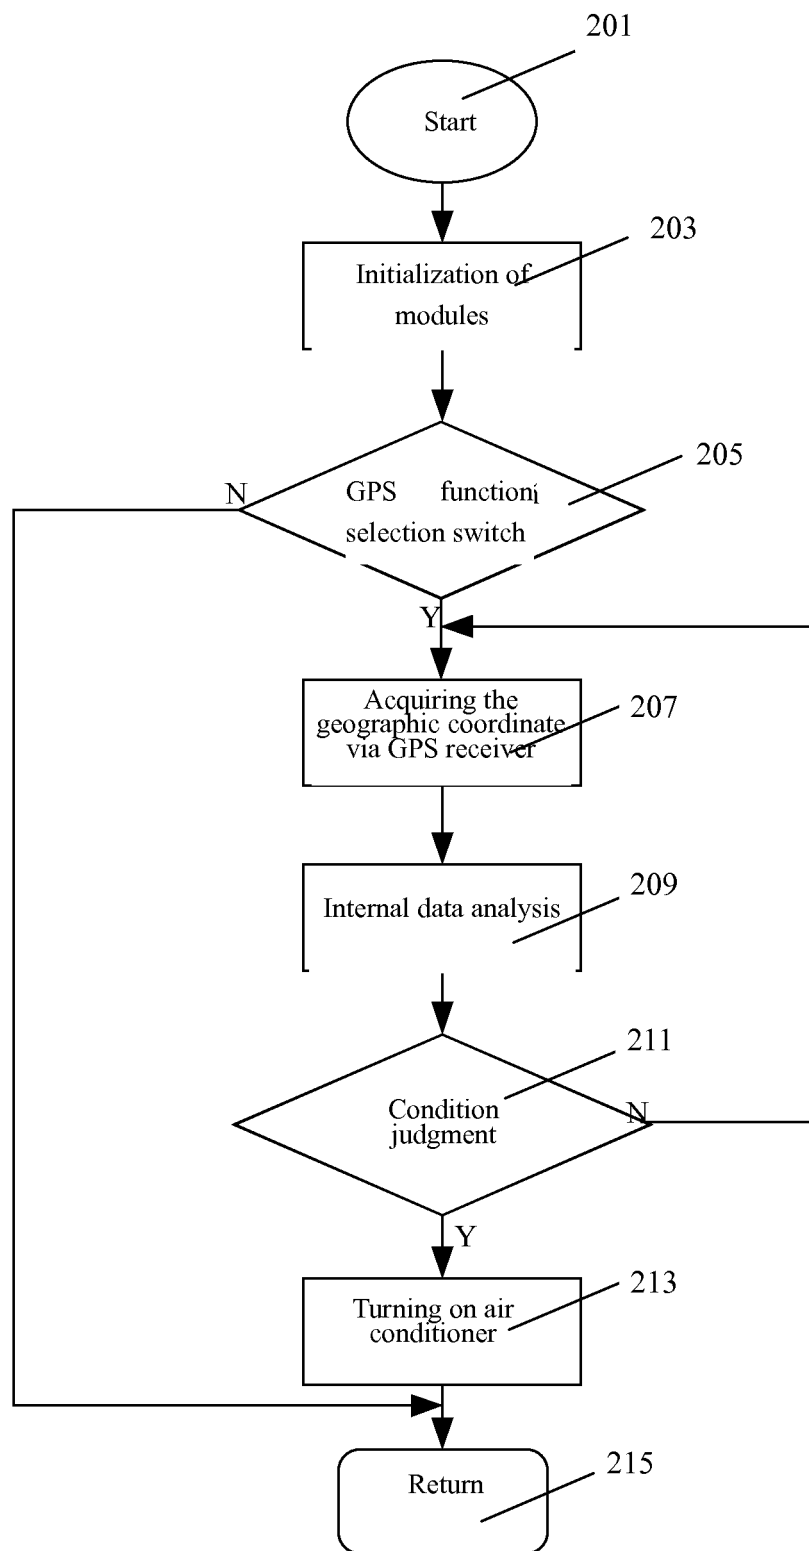 201
Start
203
Initialization of
modules
205
N
GPS function
selection switch
Y
Acquiring the
geographic coordinate
via GPS receiver
207
209
Internal data analysis
211
Condition
judgment
N
Y
213
Turning on air
conditioner
Return
215